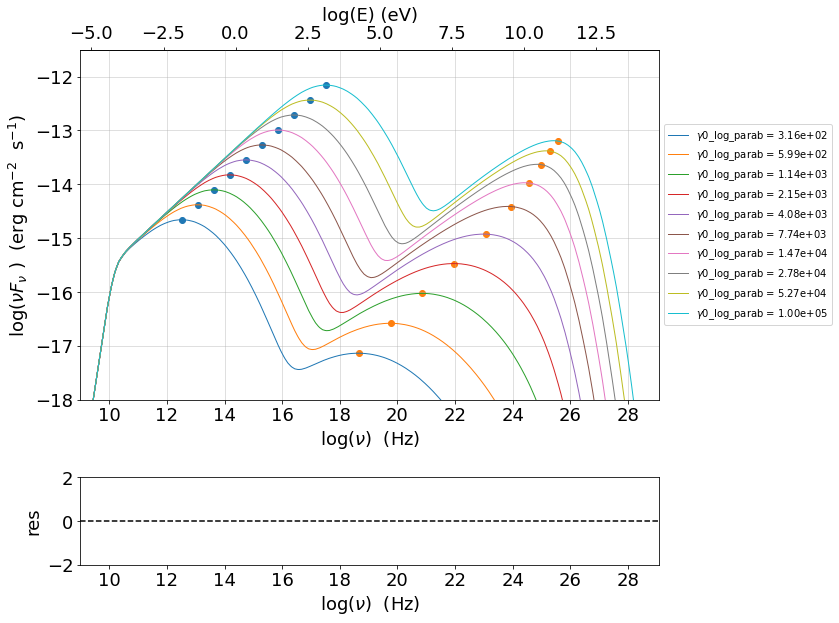 log(E) (eV)
−5.0 −2.5 0.0 2.5 5.0 7.5 10.0 12.5
log(νFν )  (erg cm⁻²  s⁻¹)
−12
−13
−14
−15
−16
−17
−18
10 12 14 16 18 20 22 24 26 28
log(ν)  (Hz)
γ0_log_parab = 3.16e+02
γ0_log_parab = 5.99e+02
γ0_log_parab = 1.14e+03
γ0_log_parab = 2.15e+03
γ0_log_parab = 4.08e+03
γ0_log_parab = 7.74e+03
γ0_log_parab = 1.47e+04
γ0_log_parab = 2.78e+04
γ0_log_parab = 5.27e+04
γ0_log_parab = 1.00e+05
res
2
0
−2
10 12 14 16 18 20 22 24 26 28
log(ν)  (Hz)